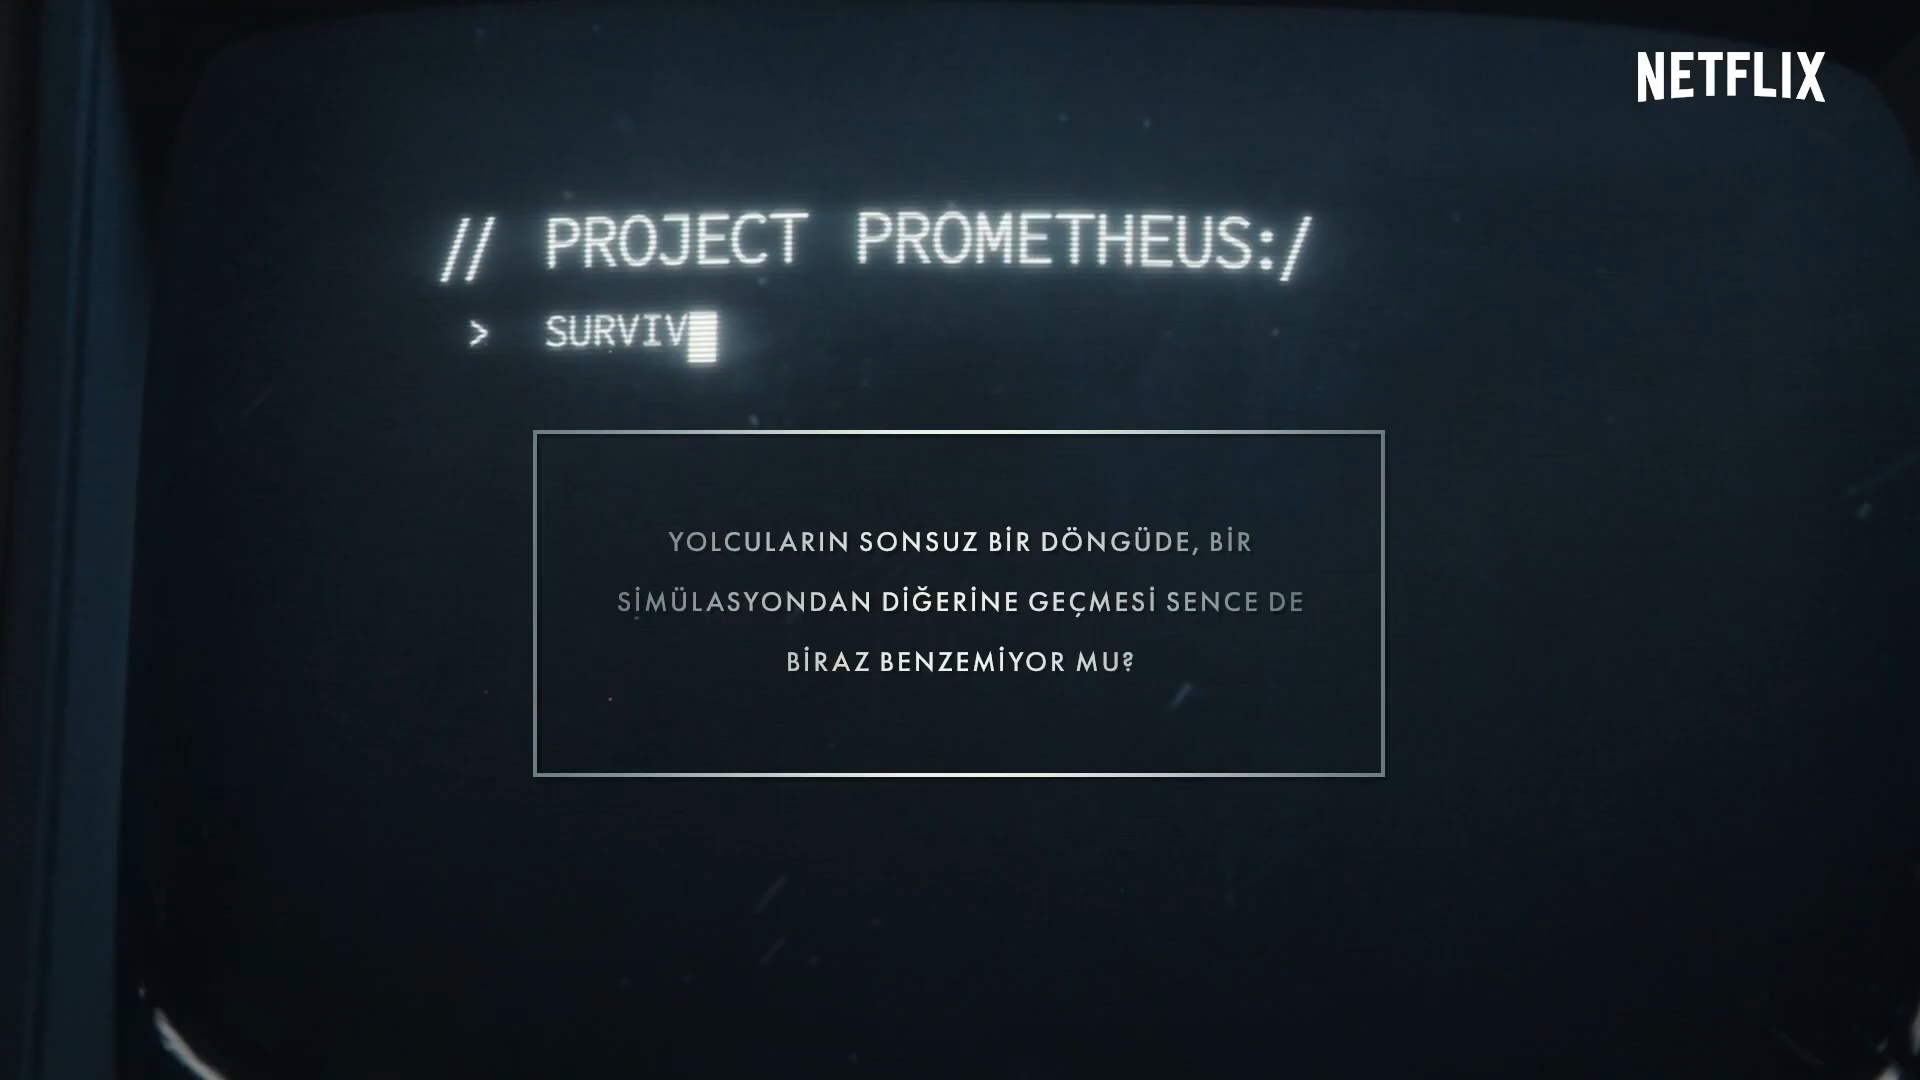 NETFLIX
// PROJECT PROMETHEUS:/
> SURVIV
YOLCULARIN SONSUZ BİR DÖNGÜDE, BİR
SİMÜLASYONDAN DİĞERİNE GEÇMESİ SENCE DE
BİRAZ BENZEMİYOR MU?